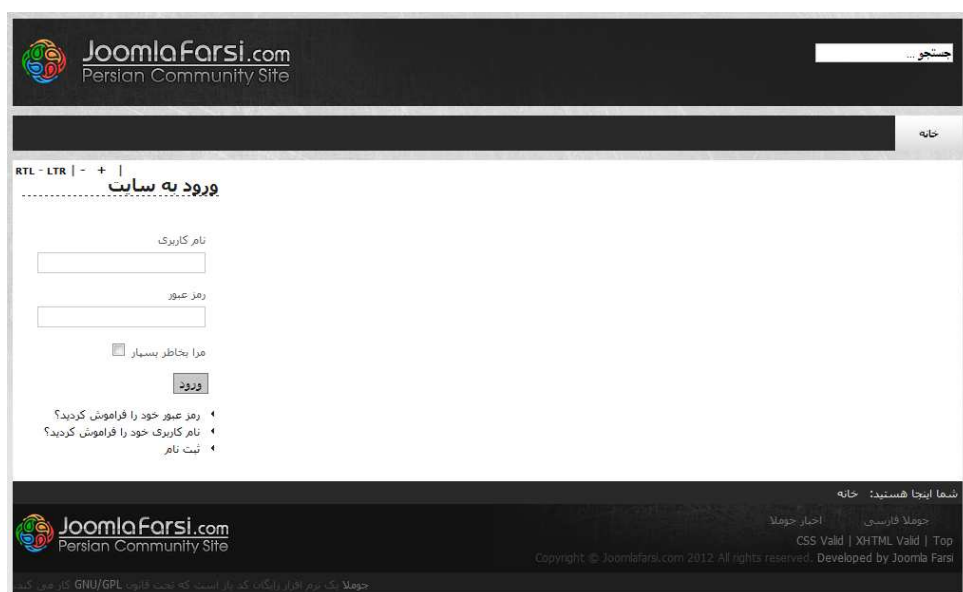 JoomlaFarsi.com
Persian Community Site
جستجو ...
خانه
RTL - LTR | - + |
ورود به سایت
نام کاربری
رمز عبور
مرا بخاطر بسپار
ورود
رمز عبور خود را فراموش کردید؟
نام کاربری خود را فراموش کردید؟
ثبت نام
شما اینجا هستید: خانه
جوملا فارسی اخبار جوملا
CSS Valid | XHTML Valid | Top
JoomlaFarsi.com
Persian Community Site
Copyright © Joomlafarsi.com 2012 All rights reserved. Developed by Joomla Farsi
جوملا یک نرم افزار رایگان کد باز است که تحت قانون GNU/GPL کار می کند.